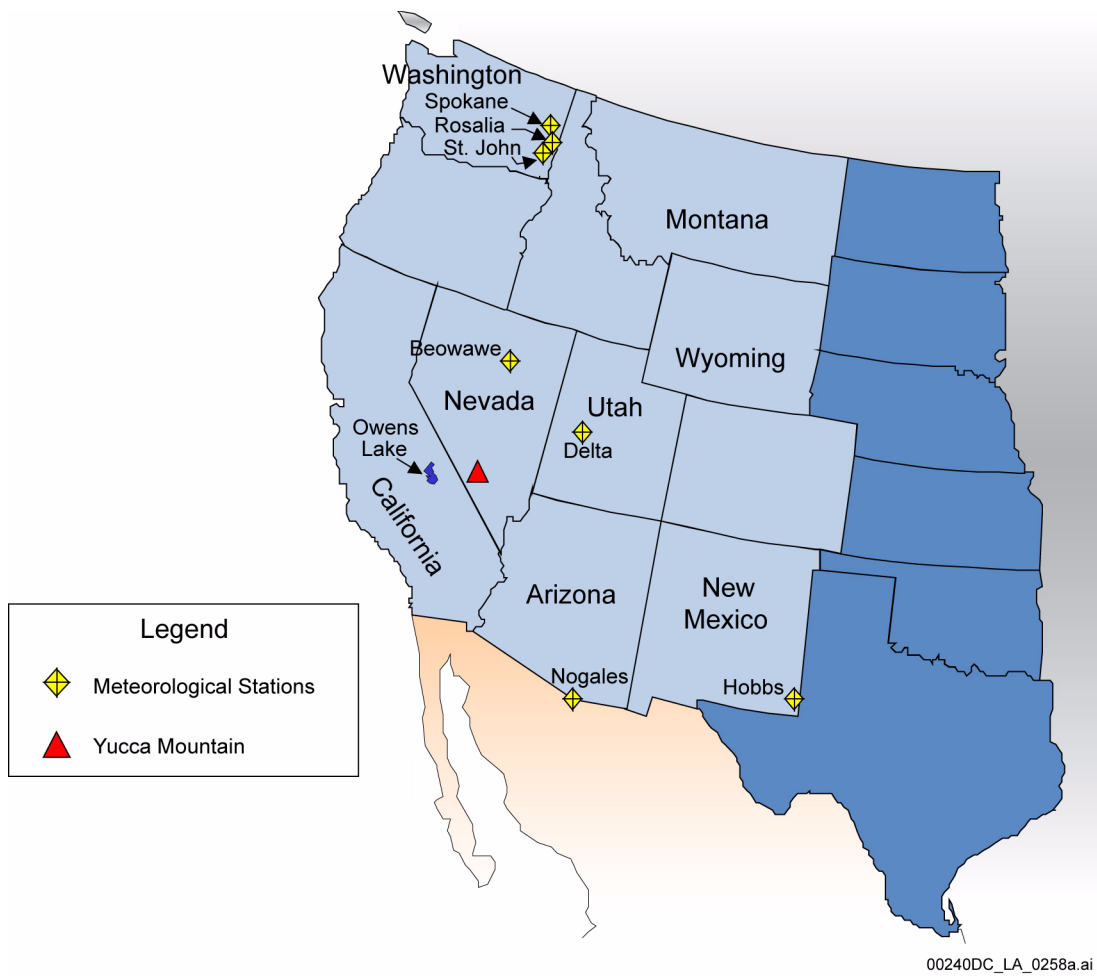 Washington
Spokane
Rosalia
St. John
Montana
Beowawe
Wyoming
Nevada
Utah
Owens
Lake
Delta
California
Arizona
New
Mexico
Legend
Nogales
Hobbs
Meteorological Stations
Yucca Mountain
00240DC_LA_0258a.ai